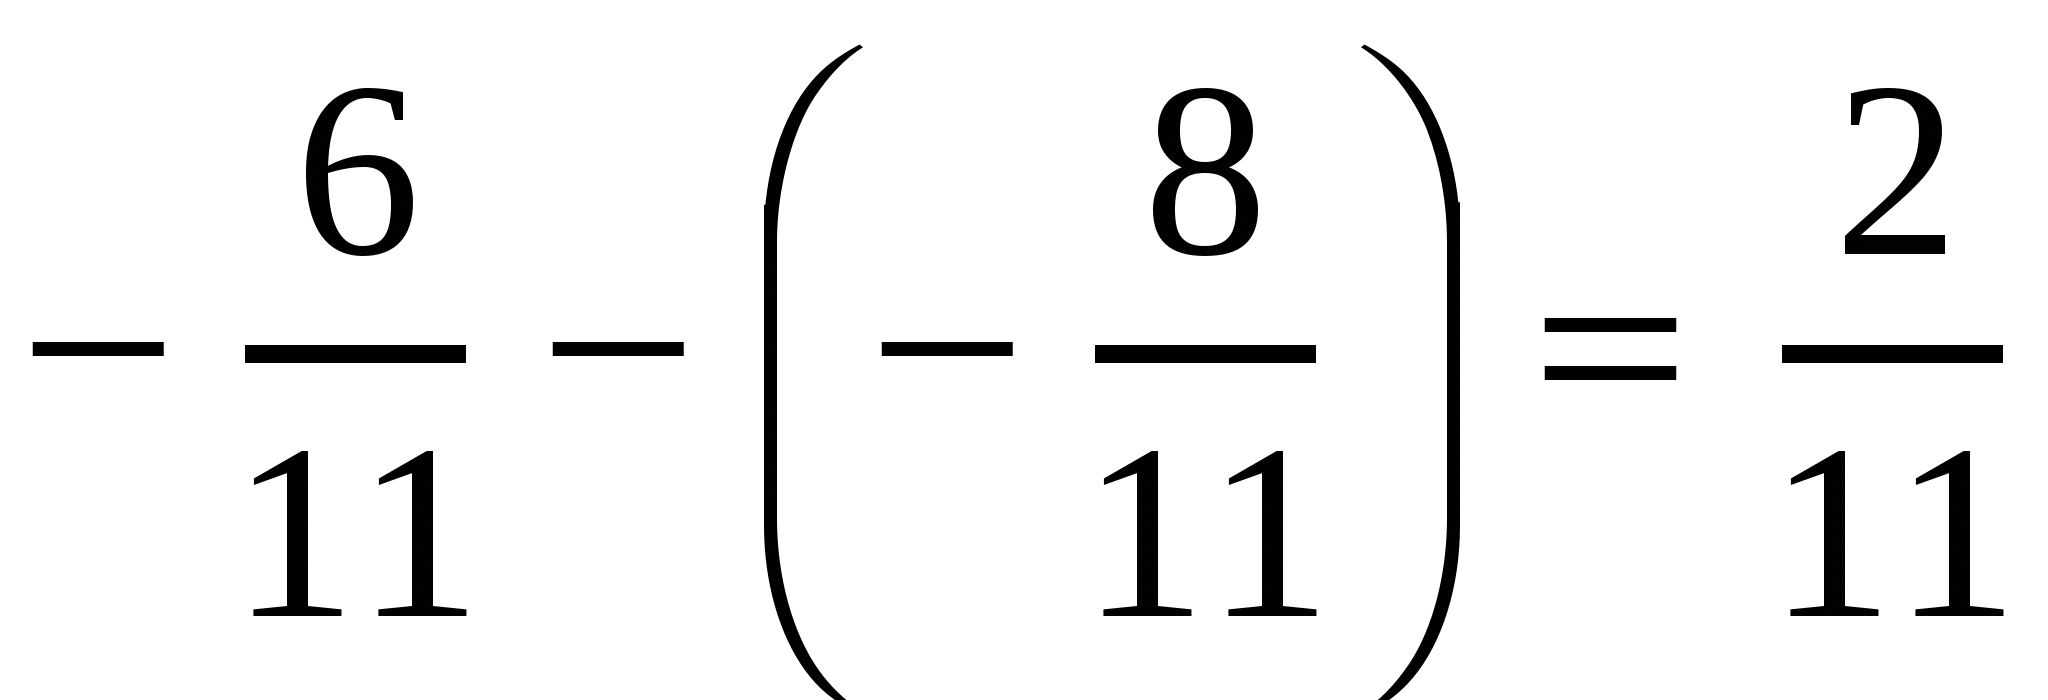 − 6/11 − (− 8/11) = 2/11